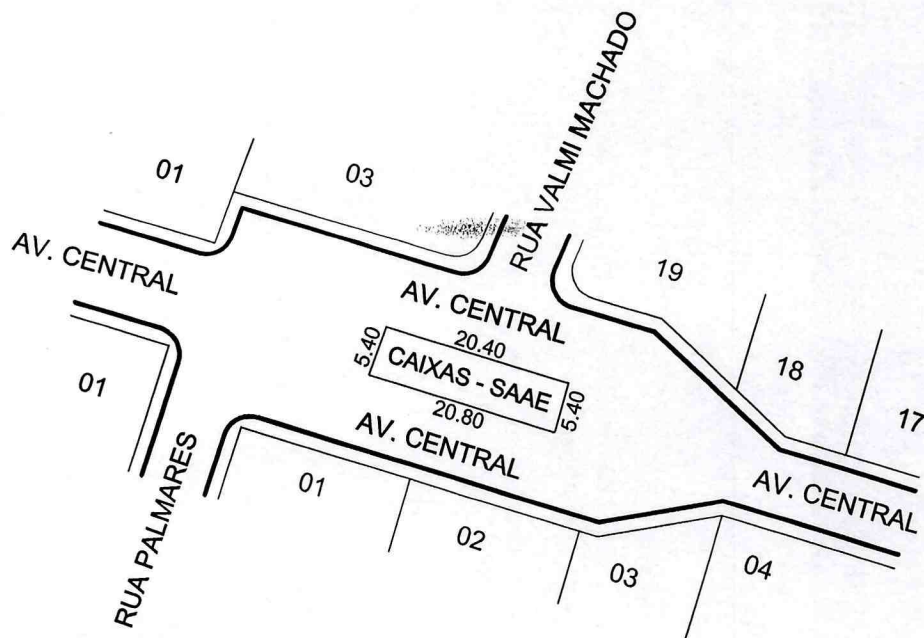 RUA VALMI MACHADO
01
03
AV. CENTRAL
19
AV. CENTRAL
20.40
5.40
CAIXAS - SAAE
5.40
20.80
18
01
17
AV. CENTRAL
AV. CENTRAL
01
02
RUA PALMARES
03
04